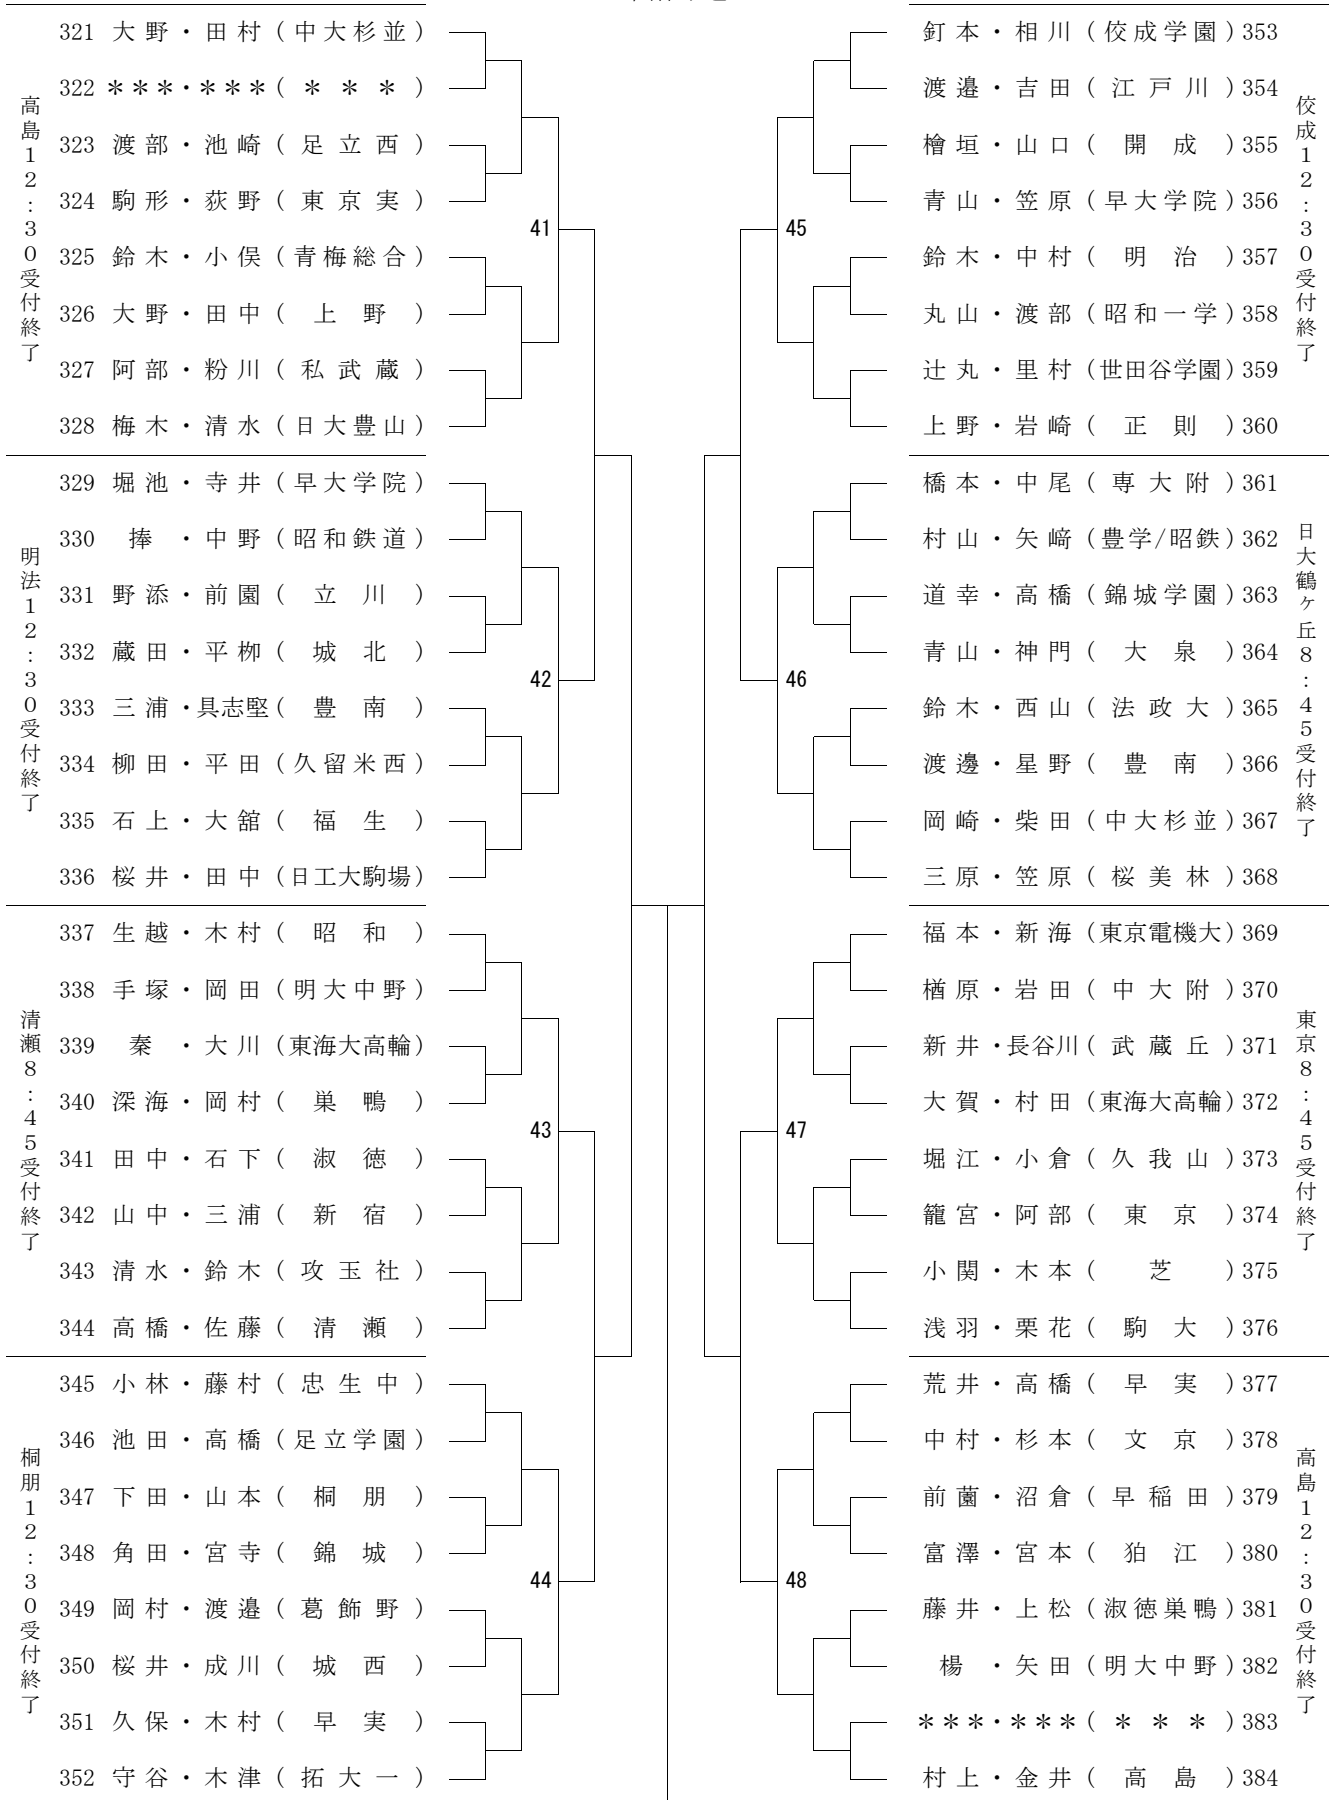 高島12:30受付終了
321 大野・田村(中大杉並)
322 ***・***(***)
323 渡部・池崎(足立西)
324 駒形・荻野(東京実)
41
325 鈴木・小俣(青梅総合)
326 大野・田中(上野)
327 阿部・粉川(私武蔵)
328 梅木・清水(日大豊山)
明法12:30受付終了
329 堀池・寺井(早大学院)
330 捧・中野(昭和鉄道)
331 野添・前園(立川)
332 蔵田・平栁(城北)
42
333 三浦・具志堅(豊南)
334 柳田・平田(久留米西)
335 石上・大舘(福生)
336 桜井・田中(日工大駒場)
清瀬8:45受付終了
337 生越・木村(昭和)
338 手塚・岡田(明大中野)
339 秦・大川(東海大高輪)
340 深海・岡村(巣鴨)
43
341 田中・石下(淑徳)
342 山中・三浦(新宿)
343 清水・鈴木(攻玉社)
344 高橋・佐藤(清瀬)
桐朋12:30受付終了
345 小林・藤村(忠生中)
346 池田・高橋(足立学園)
347 下田・山本(桐朋)
348 角田・宮寺(錦城)
44
349 岡村・渡邉(葛飾野)
350 桜井・成川(城西)
351 久保・木村(早実)
352 守谷・木津(拓大一)
佼成12:30受付終了
釘本・相川(佼成学園)353
渡邉・吉田(江戸川)354
檜垣・山口(開成)355
青山・笠原(早大学院)356
45
鈴木・中村(明治)357
丸山・渡部(昭和一学)358
辻丸・里村(世田谷学園)359
上野・岩崎(正則)360
日大鶴ヶ丘8:45受付終了
橋本・中尾(専大附)361
村山・矢﨑(豊学/昭鉄)362
道幸・高橋(錦城学園)363
青山・神門(大泉)364
46
鈴木・西山(法政大)365
渡邊・星野(豊南)366
岡崎・柴田(中大杉並)367
三原・笠原(桜美林)368
東京8:45受付終了
福本・新海(東京電機大)369
楢原・岩田(中大附)370
新井・長谷川(武蔵丘)371
大賀・村田(東海大高輪)372
47
堀江・小倉(久我山)373
籠宮・阿部(東京)374
小関・木本(芝)375
浅羽・栗花(駒大)376
高島12:30受付終了
荒井・高橋(早実)377
中村・杉本(文京)378
前薗・沼倉(早稲田)379
富澤・宮本(狛江)380
48
藤井・上松(淑徳巣鴨)381
楊・矢田(明大中野)382
***・***(***)383
村上・金井(高島)384